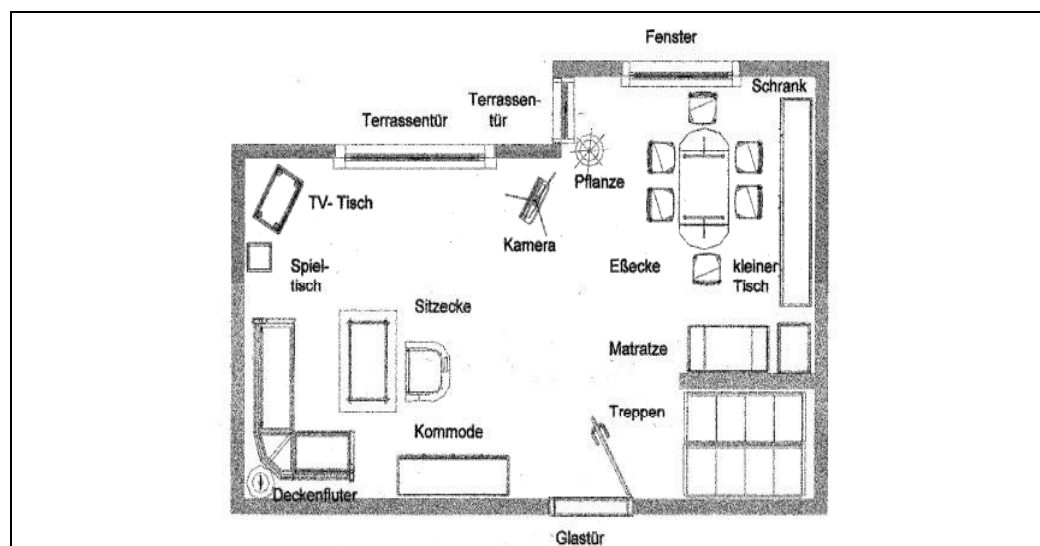 Fenster
Schrank
Terrassen-
tür
Terrassentür
Pflanze
TV- Tisch
Kamera
Eßecke
kleiner
Tisch
Spiel-
tisch
Sitzecke
Matratze
Treppen
Kommode
Deckenfluter
Glastür